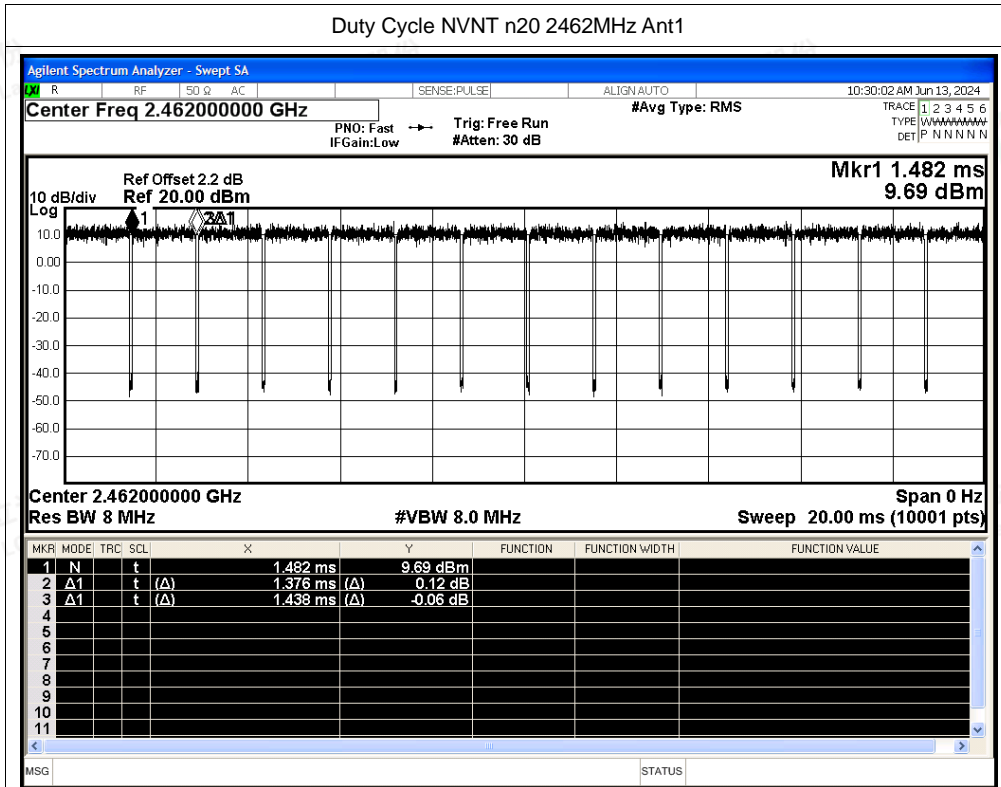 Duty Cycle NVNT n20 2462MHz Ant1
Agilent Spectrum Analyzer - Swept SA
LXI R RF 50 Ω AC SENSE:PULSE ALIGN AUTO 10:30:02 AM Jun 13, 2024
Center Freq 2.462000000 GHz #Avg Type: RMS TRACE 1 2 3 4 5 6
PNO: Fast Trig: Free Run TYPE
IFGain:Low #Atten: 30 dB DET P N N N N N
Mkr1 1.482 ms
Ref Offset 2.2 dB
10 dB/div Ref 20.00 dBm 9.69 dBm
Log
1 3Δ1
10.0
0.00
-10.0
-20.0
-30.0
-40.0
-50.0
-60.0
-70.0
Center 2.462000000 GHz Span 0 Hz
Res BW 8 MHz #VBW 8.0 MHz Sweep 20.00 ms (10001 pts)
MKR MODE TRC SCL X Y FUNCTION FUNCTION WIDTH FUNCTION VALUE
1 N t 1.482 ms 9.69 dBm
2 Δ1 t (Δ) 1.376 ms (Δ) 0.12 dB
3 Δ1 t (Δ) 1.438 ms (Δ) -0.06 dB
4
5
6
7
8
9
10
11
MSG STATUS